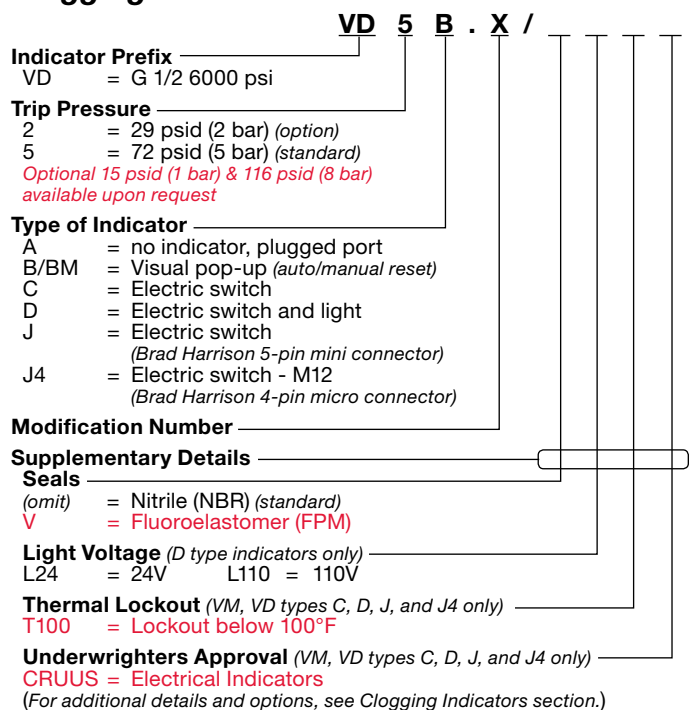 VD 5 B . X / _ _ _ _
Indicator Prefix
VD = G 1/2 6000 psi
Trip Pressure
2 = 29 psid (2 bar) (option)
5 = 72 psid (5 bar) (standard)
Optional 15 psid (1 bar) & 116 psid (8 bar)
available upon request
Type of Indicator
A = no indicator, plugged port
B/BM = Visual pop-up (auto/manual reset)
C = Electric switch
D = Electric switch and light
J = Electric switch
(Brad Harrison 5-pin mini connector)
J4 = Electric switch - M12
(Brad Harrison 4-pin micro connector)
Modification Number
Supplementary Details
Seals
(omit) = Nitrile (NBR) (standard)
V = Fluoroelastomer (FPM)
Light Voltage (D type indicators only)
L24 = 24V L110 = 110V
Thermal Lockout (VM, VD types C, D, J, and J4 only)
T100 = Lockout below 100°F
Underwrighters Approval (VM, VD types C, D, J, and J4 only)
CRUUS = Electrical Indicators
(For additional details and options, see Clogging Indicators section.)